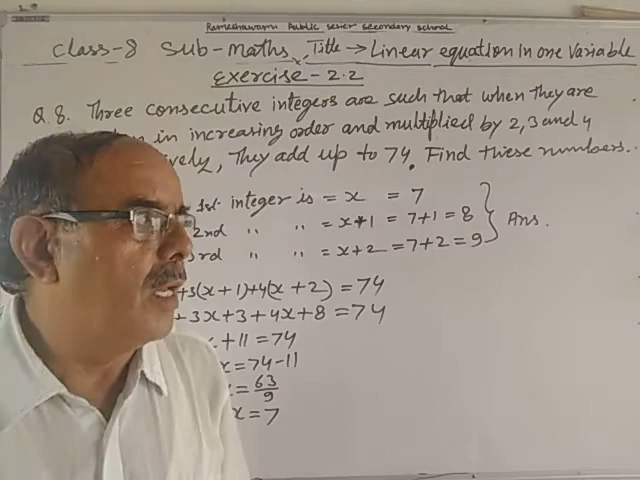 Rameshawaram Public senior secondary school
Class-8 Sub-maths, Title → Linear equation in one variable
Exercise-2.2
Q.8. Three consecutive integers are such that when they are
in increasing order and multiplied by 2, 3 and 4
They add up to 74. Find these numbers..
1st integer is = x = 7
2nd " " = x+1 = 7+1 = 8
3rd " " = x+2 = 7+2 = 9
Ans.
+3(x+1)+4(x+2) = 74
+3x+3+4x+8 = 74
x+11 = 74
x = 74-11
x = 63/9
x = 7